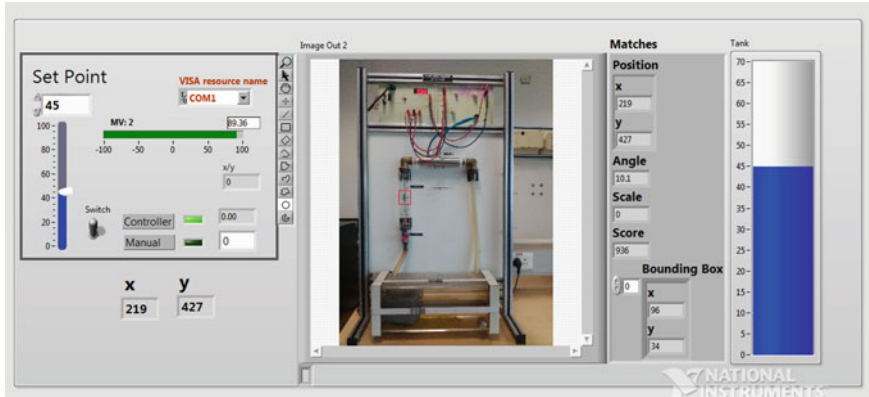 Image Out 2
Set Point
45
VISA resource name
COM1
MV: 2
89.36
-100 -50 0 50 100
100-
80-
60-
40-
20-
0-
x/y
0
Switch
Controller
0.00
Manual
0
x y
219 427
Matches
Position
x
219
y
427
Angle
10.1
Scale
0
Score
936
Bounding Box
0
x
96
y
34
Tank
70-
65-
60-
55-
50-
45-
40-
35-
30-
25-
20-
15-
10-
5-
0-
NATIONAL
INSTRUMENTS